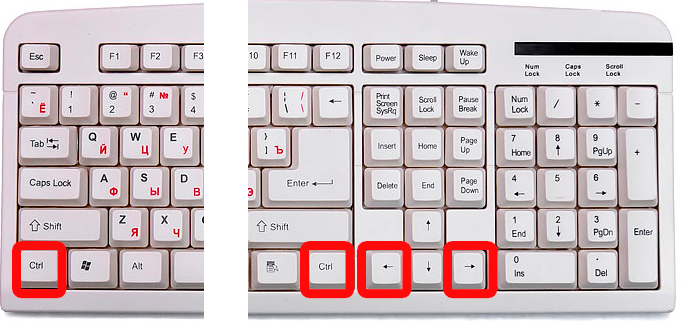 Esc F1 F2 F3 10 F11 F12 Power Sleep Wake Up
Num Lock Caps Lock Scroll Lock
~ ` Ё ! 1 @ " 2 # № 3 $ 4 | \ / ← Print Screen SysRq Scroll Lock Pause Break Num Lock / * -
Tab Q Й W Ц E У } ] Ъ Enter Insert Home Page Up 7 Home 8 ↑ 9 PgUp +
Caps Lock A Ф S Ы D В Э Delete End Page Down 4 ← 5 6 →
⇧ Shift Z Я X Ч ⇧ Shift ↑ 1 End 2 ↓ 3 PgDn Enter
Ctrl Alt Ctrl ← ↓ → 0 Ins . Del